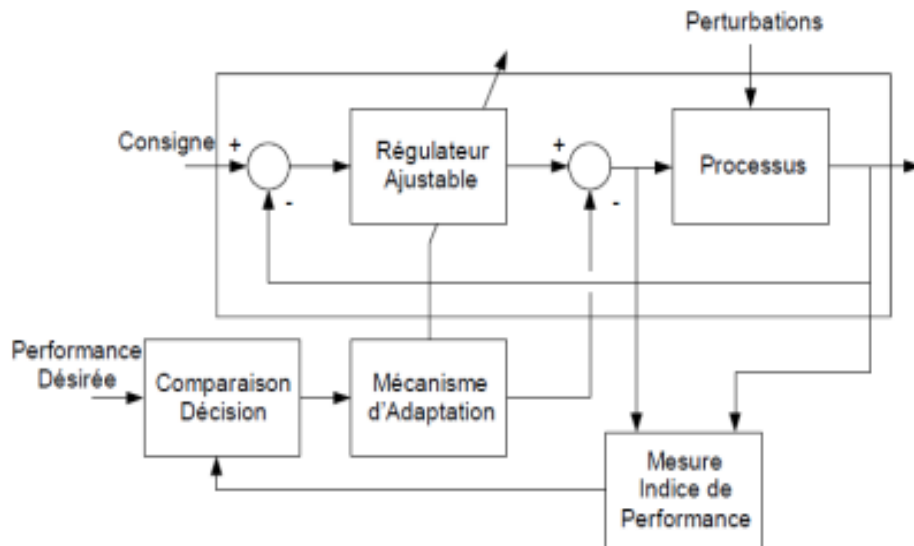 Perturbations
Consigne
+
-
Régulateur
Ajustable
+
-
Processus
Performance
Désirée
Comparaison
Décision
Mécanisme
d'Adaptation
Mesure
Indice de
Performance